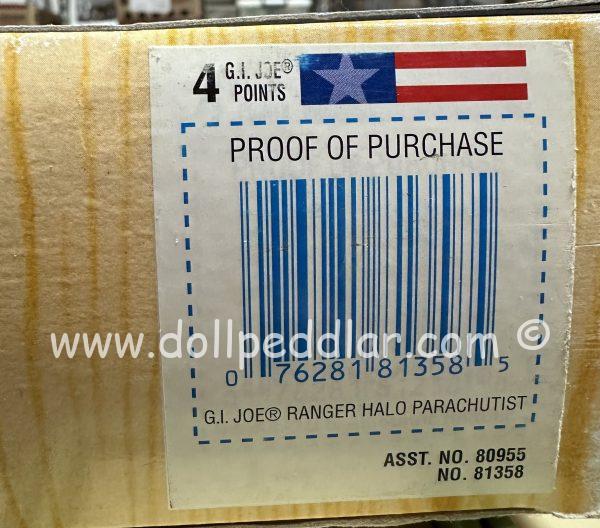 4 G.I. JOE®
POINTS
PROOF OF PURCHASE
www.dollpeddlar.com ©
0 76281 81358 5
G.I. JOE® RANGER HALO PARACHUTIST
ASST. NO. 80955
NO. 81358